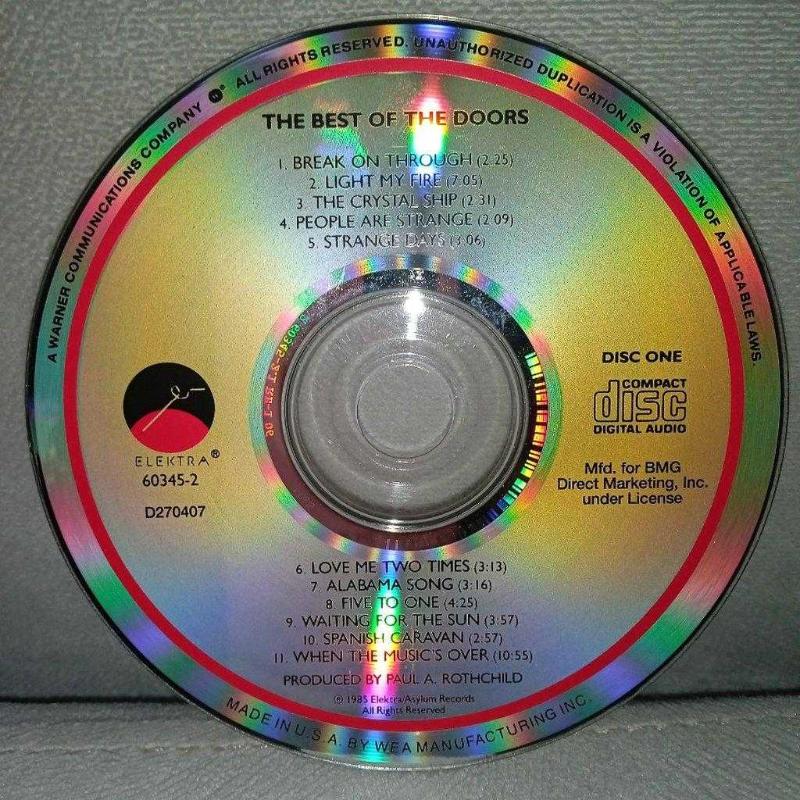 A WARNER COMMUNICATIONS COMPANY ALL RIGHTS RESERVED. UNAUTHORIZED DUPLICATION IS A VIOLATION OF APPLICABLE LAWS.
THE BEST OF THE DOORS
1. BREAK ON THROUGH (2.25)
2. LIGHT MY FIRE (7:05)
3. THE CRYSTAL SHIP (2 31)
4. PEOPLE ARE STRANGE (2 09)
5. STRANGE DAYS (3:06)
DISC ONE
COMPACT
disc
DIGITAL AUDIO
Mfd. for BMG
Direct Marketing, Inc.
under License
ELEKTRA®
60345-2
D270407
6. LOVE ME TWO TIMES (3:13)
7. ALABAMA SONG (3:16)
8. FIVE TO ONE (4:25)
9. WAITING FOR THE SUN (3:57)
10. SPANISH CARAVAN (2:57)
11. WHEN THE MUSIC'S OVER (10:55)
PRODUCED BY PAUL A. ROTHCHILD
℗ 1985 Elektra/Asylum Records
All Rights Reserved
MADE IN U.S.A. BY WEA MANUFACTURING INC.